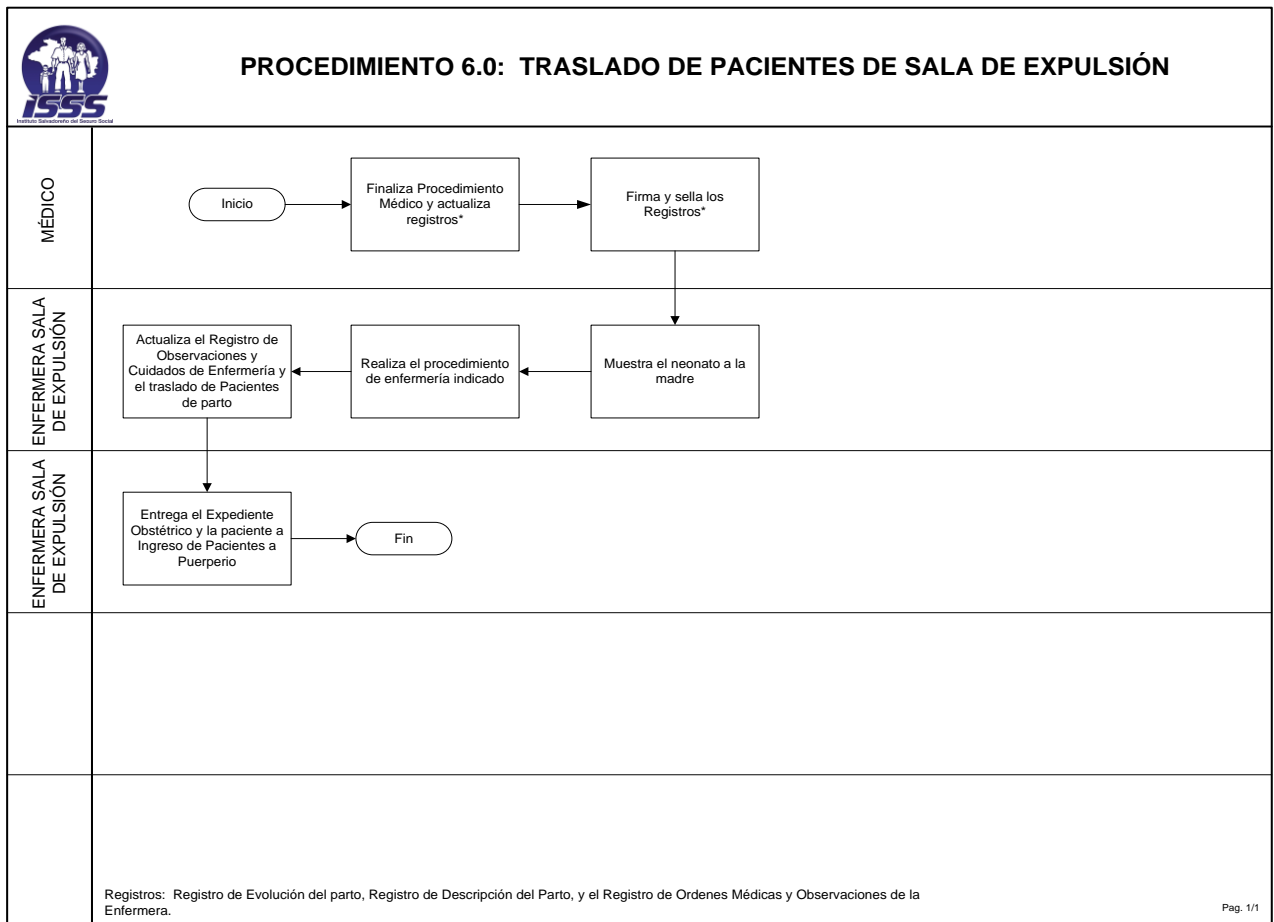 ISSS
Instituto Salvadoreño del Seguro Social
PROCEDIMIENTO 6.0: TRASLADO DE PACIENTES DE SALA DE EXPULSIÓN
MÉDICO
Inicio
Finaliza Procedimiento
Médico y actualiza
registros*
Firma y sella los
Registros*
ENFERMERA SALA
DE EXPULSIÓN
Actualiza el Registro de
Observaciones y
Cuidados de Enfermería y
el traslado de Pacientes
de parto
Realiza el procedimiento
de enfermería indicado
Muestra el neonato a la
madre
ENFERMERA SALA
DE EXPULSIÓN
Entrega el Expediente
Obstétrico y la paciente a
Ingreso de Pacientes a
Puerperio
Fin
Registros: Registro de Evolución del parto, Registro de Descripción del Parto, y el Registro de Ordenes Médicas y Observaciones de la
Enfermera.
Pag. 1/1